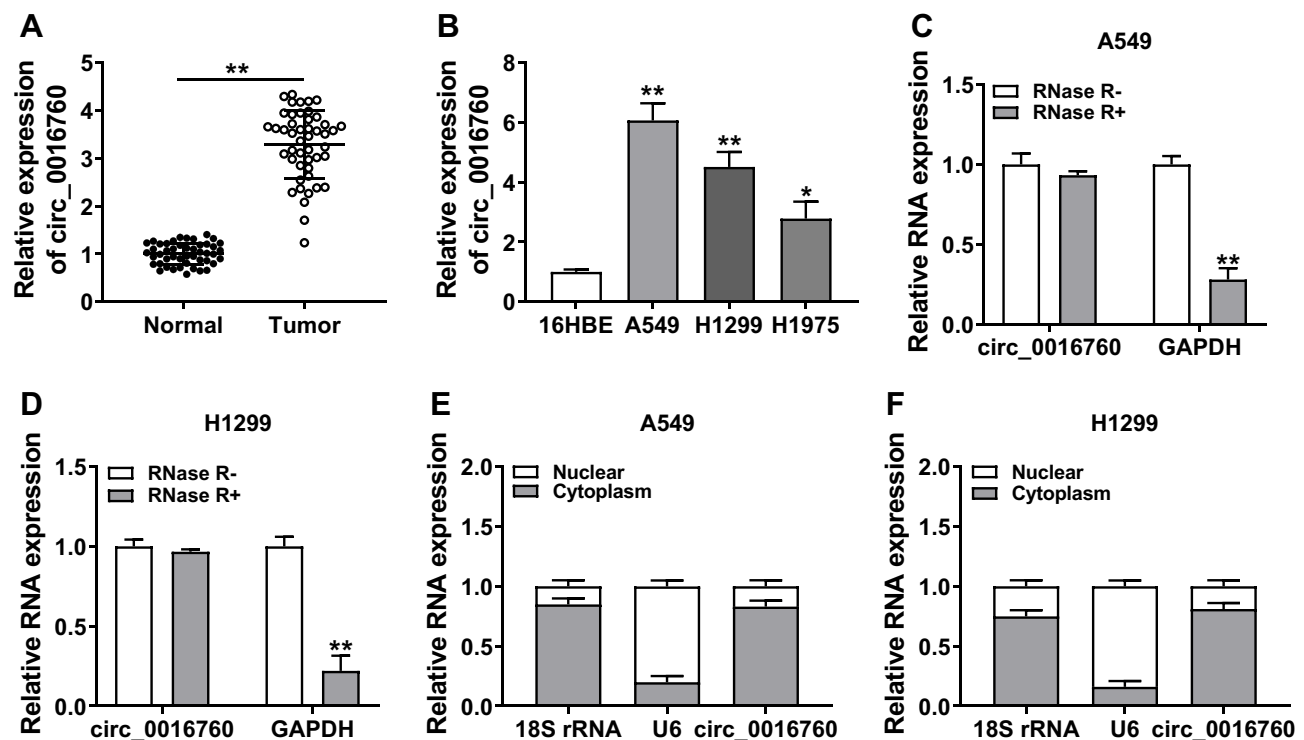 A
Relative expression
of circ_0016760
5
4
3
2
1
0
**
Normal Tumor
B
Relative expression
of circ_0016760
8
6
4
2
0
**
**
*
16HBE A549 H1299 H1975
C
A549
Relative RNA expression
1.5
1.0
0.5
0.0
RNase R-
RNase R+
**
circ_0016760 GAPDH
D
H1299
Relative RNA expression
1.5
1.0
0.5
0.0
RNase R-
RNase R+
**
circ_0016760 GAPDH
E
A549
Relative RNA expression
2.0
1.5
1.0
0.5
0.0
Nuclear
Cytoplasm
18S rRNA U6 circ_0016760
F
H1299
Relative RNA expression
2.0
1.5
1.0
0.5
0.0
Nuclear
Cytoplasm
18S rRNA U6 circ_0016760